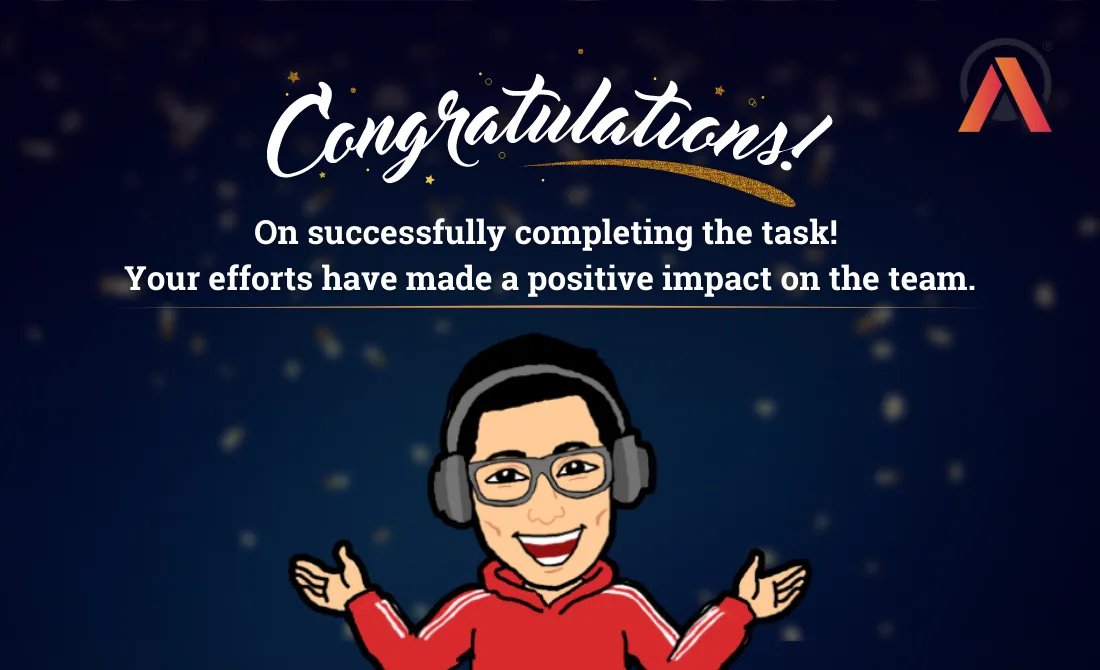 Congratulations!
On successfully completing the task!
Your efforts have made a positive impact on the team.
®